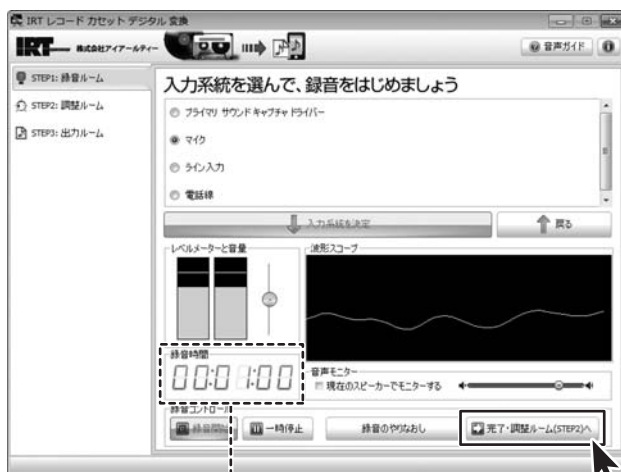 IRT レコード カセット デジタル 変換
IRT 株式会社アイアールティー
音声ガイド
STEP1: 録音ルーム
STEP2: 調整ルーム
STEP3: 出力ルーム
入力系統を選んで、録音をはじめましょう
プライマリ サウンド キャプチャ ドライバー
マイク
ライン入力
電話線
入力系統を決定
戻る
レベルメーターと音量
波形スコープ
録音時間
00:01:00
音声モニター
現在のスピーカーでモニターする
録音コントロール
録音開始
一時停止
録音のやりなおし
完了・調整ルーム(STEP2)へ